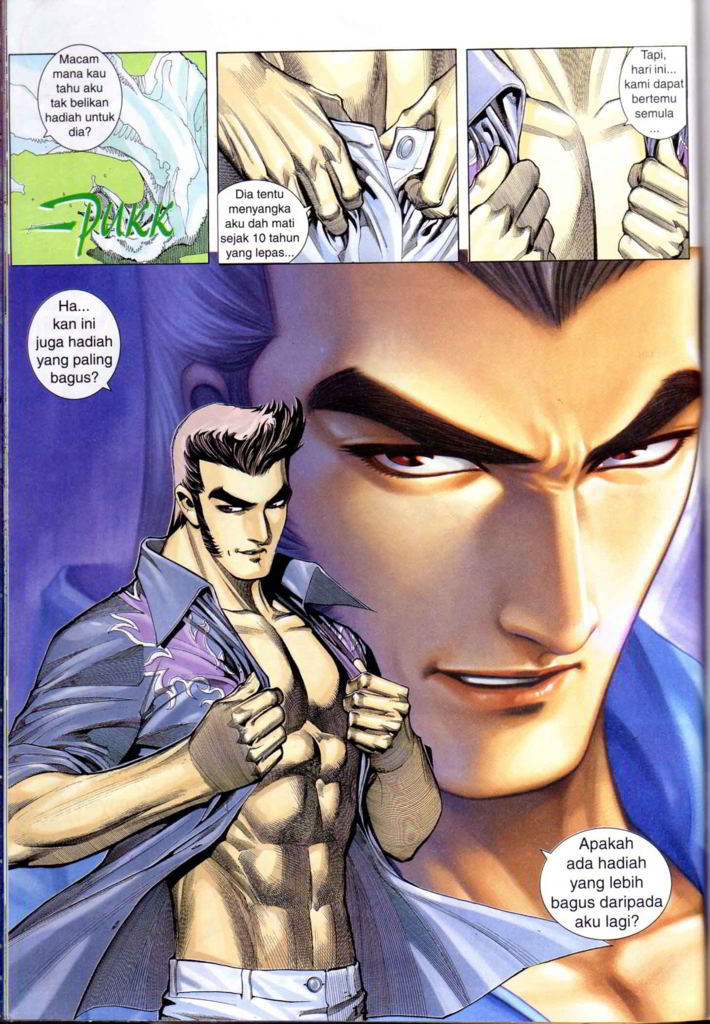 Macam
mana kau
tahu aku
tak belikan
hadiah untuk
dia?
PUKK
Dia tentu
menyangka
aku dah mati
sejak 10 tahun
yang lepas...
Tapi,
hari ini...
kami dapat
bertemu
semula
...
Ha...
kan ini
juga hadiah
yang paling
bagus?
Apakah
ada hadiah
yang lebih
bagus daripada
aku lagi?